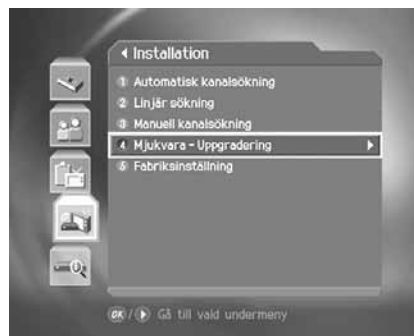 Installation
1 Automatisk kanalsökning
2 Linjär sökning
3 Manuell kanalsökning
4 Mjukvara - Uppgradering
5 Fabriksinställning
OK / Gå till vald undermeny